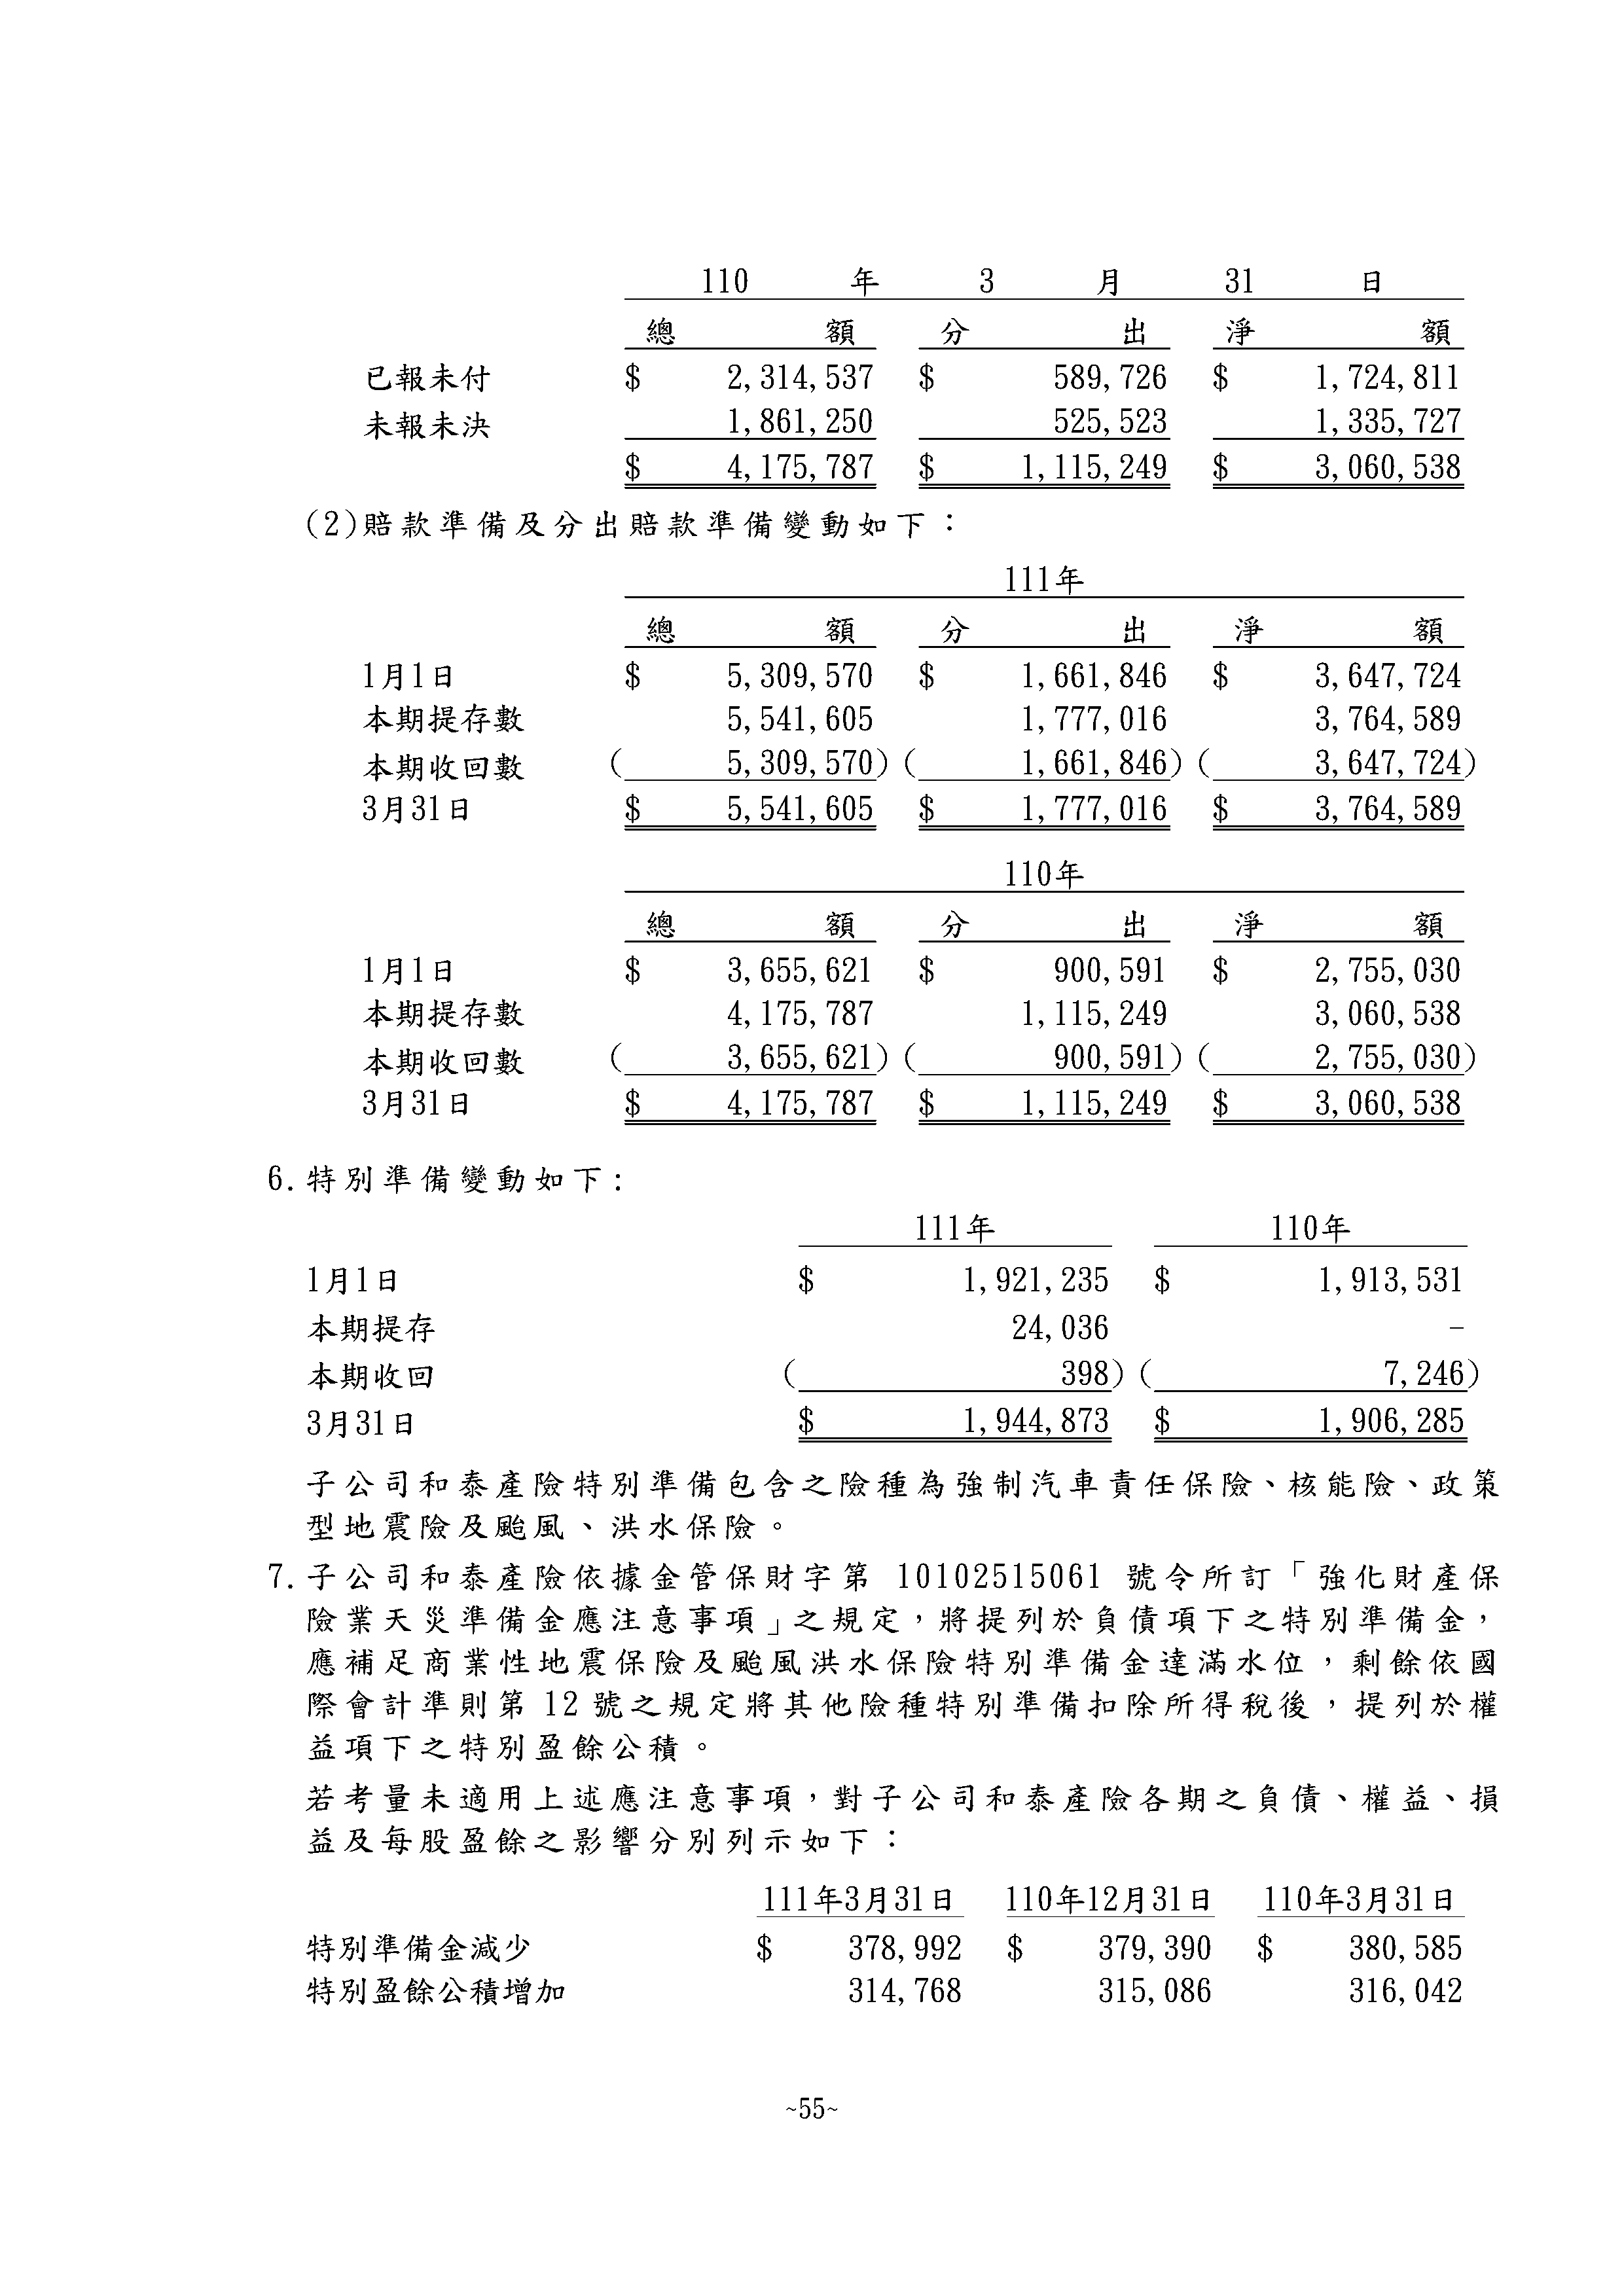 110 年 3 月 31 日
總額 分出 淨額
已報未付 $ 2,314,537 $ 589,726 $ 1,724,811
未報未決 1,861,250 525,523 1,335,727
$ 4,175,787 $ 1,115,249 $ 3,060,538
(2)賠款準備及分出賠款準備變動如下：
111年
總額 分出 淨額
1月1日 $ 5,309,570 $ 1,661,846 $ 3,647,724
本期提存數 5,541,605 1,777,016 3,764,589
本期收回數 ( 5,309,570) ( 1,661,846) ( 3,647,724)
3月31日 $ 5,541,605 $ 1,777,016 $ 3,764,589
110年
總額 分出 淨額
1月1日 $ 3,655,621 $ 900,591 $ 2,755,030
本期提存數 4,175,787 1,115,249 3,060,538
本期收回數 ( 3,655,621) ( 900,591) ( 2,755,030)
3月31日 $ 4,175,787 $ 1,115,249 $ 3,060,538
6.特別準備變動如下:
111年 110年
1月1日 $ 1,921,235 $ 1,913,531
本期提存 24,036 -
本期收回 ( 398) ( 7,246)
3月31日 $ 1,944,873 $ 1,906,285
子公司和泰產險特別準備包含之險種為強制汽車責任保險、核能險、政策
型地震險及颱風、洪水保險。
7.子公司和泰產險依據金管保財字第 10102515061 號令所訂「強化財產保
險業天災準備金應注意事項」之規定，將提列於負債項下之特別準備金，
應補足商業性地震保險及颱風洪水保險特別準備金達滿水位，剩餘依國
際會計準則第 12 號之規定將其他險種特別準備扣除所得稅後，提列於權
益項下之特別盈餘公積。
若考量未適用上述應注意事項，對子公司和泰產險各期之負債、權益、損
益及每股盈餘之影響分別列示如下：
111年3月31日 110年12月31日 110年3月31日
特別準備金減少 $ 378,992 $ 379,390 $ 380,585
特別盈餘公積增加 314,768 315,086 316,042
~55~